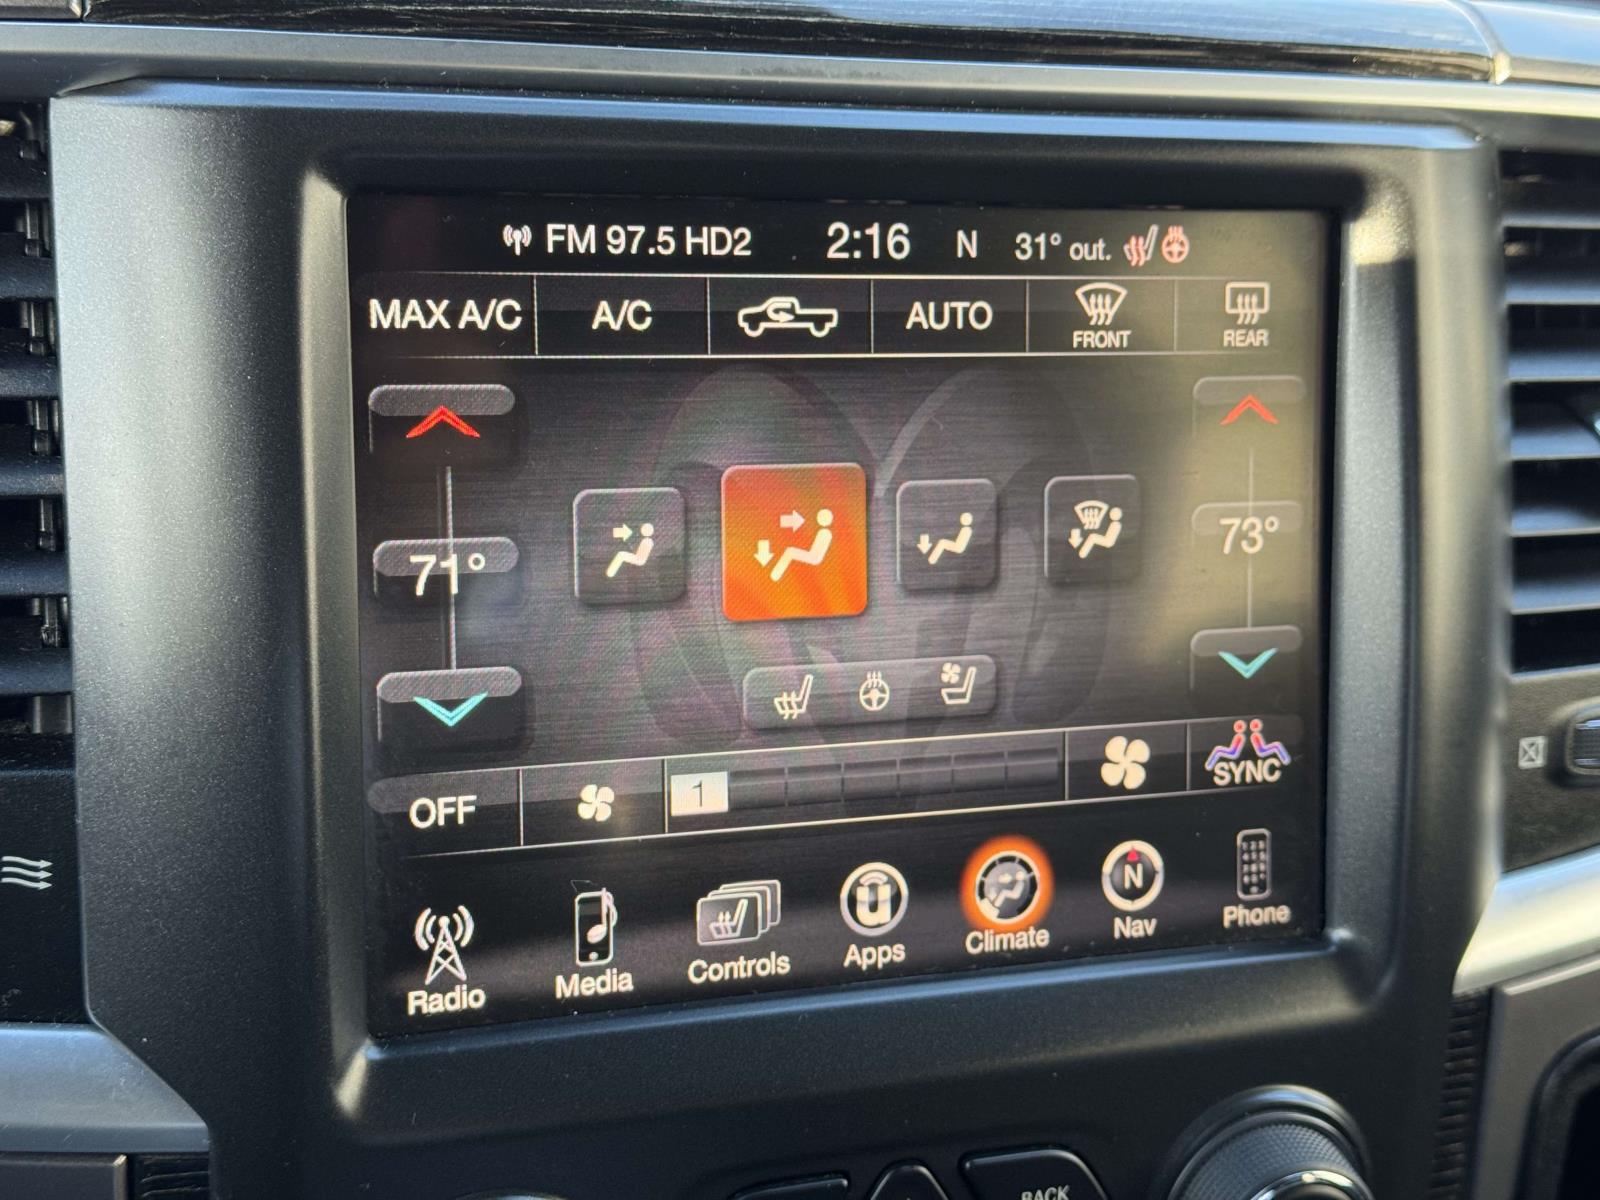 FM 97.5 HD2 2:16 N 31° out.
MAX A/C A/C AUTO FRONT REAR
71° 73°
OFF 1 SYNC
Radio Media Controls Apps Climate N Nav Phone
BACK